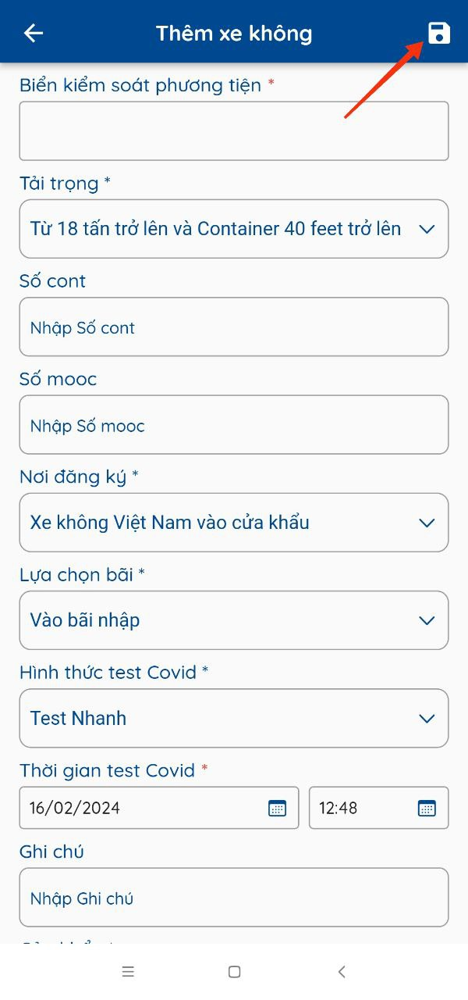 Thêm xe không
Biển kiểm soát phương tiện *
Tải trọng *
Từ 18 tấn trở lên và Container 40 feet trở lên
Số cont
Nhập Số cont
Số mooc
Nhập Số mooc
Nơi đăng ký *
Xe không Việt Nam vào cửa khẩu
Lựa chọn bãi *
Vào bãi nhập
Hình thức test Covid *
Test Nhanh
Thời gian test Covid *
16/02/2024 12:48
Ghi chú
Nhập Ghi chú